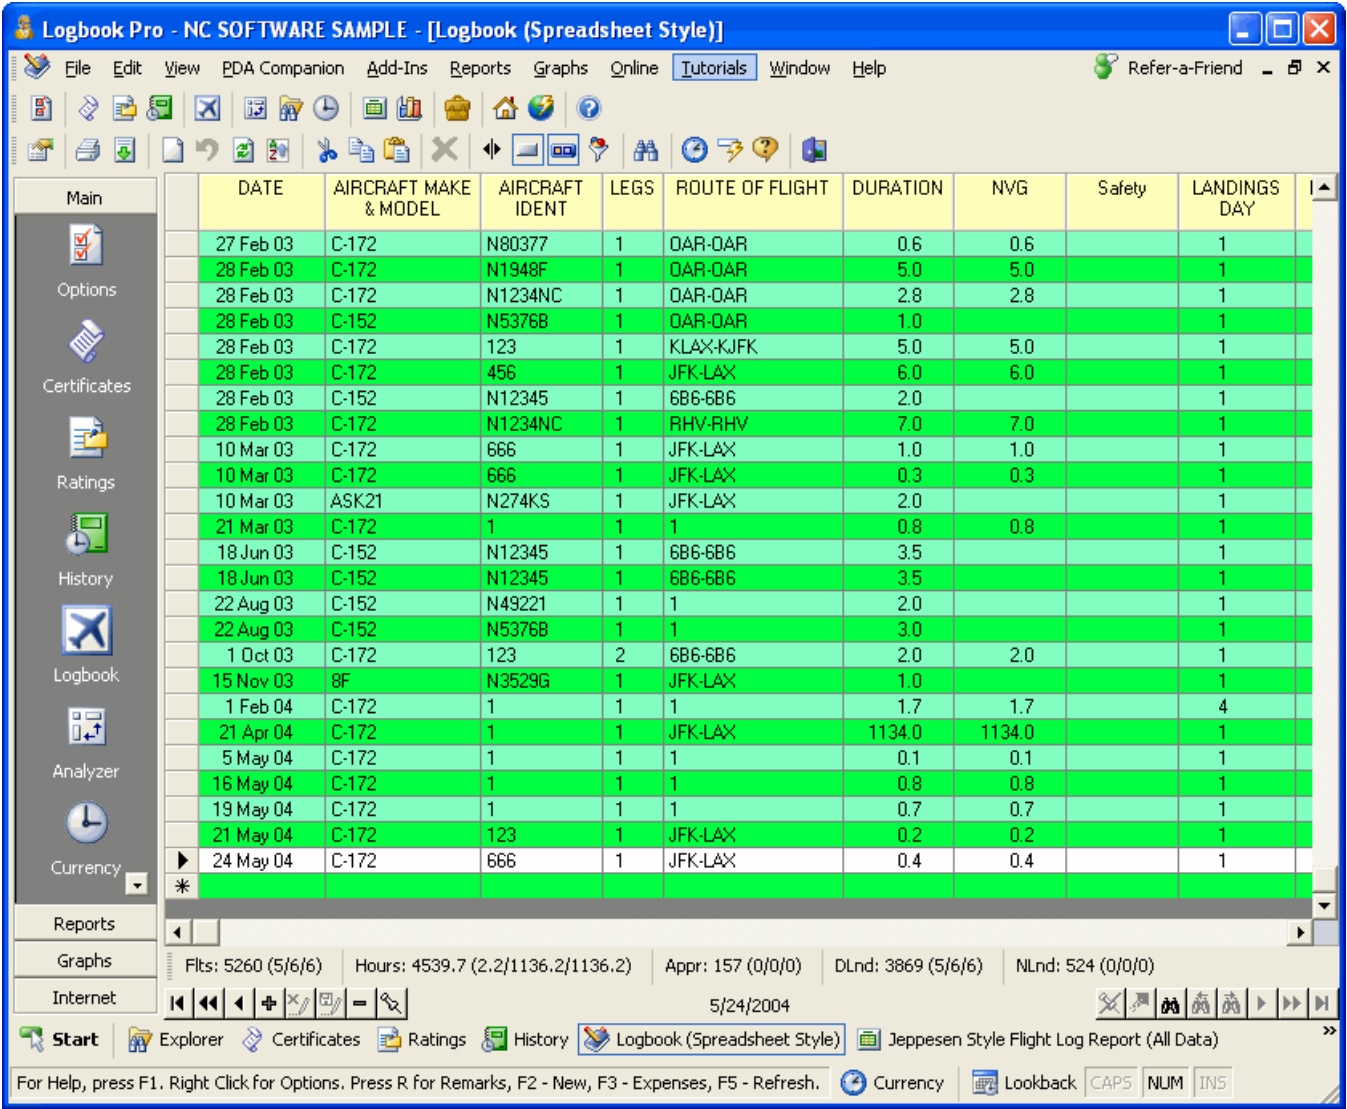 Logbook Pro - NC SOFTWARE SAMPLE - [Logbook (Spreadsheet Style)]
File Edit View PDA Companion Add-Ins Reports Graphs Online Tutorials Window Help Refer-a-Friend
Main
Options
Certificates
Ratings
History
Logbook
Analyzer
Currency
Reports
Graphs
Internet
DATE AIRCRAFT MAKE & MODEL AIRCRAFT IDENT LEGS ROUTE OF FLIGHT DURATION NVG Safety LANDINGS DAY
27 Feb 03 C-172 N80377 1 OAR-OAR 0.6 0.6 1
28 Feb 03 C-172 N1948F 1 OAR-OAR 5.0 5.0 1
28 Feb 03 C-172 N1234NC 1 OAR-OAR 2.8 2.8 1
28 Feb 03 C-152 N5376B 1 OAR-OAR 1.0 1
28 Feb 03 C-172 123 1 KLAX-KJFK 5.0 5.0 1
28 Feb 03 C-172 456 1 JFK-LAX 6.0 6.0 1
28 Feb 03 C-152 N12345 1 6B6-6B6 2.0 1
28 Feb 03 C-172 N1234NC 1 RHV-RHV 7.0 7.0 1
10 Mar 03 C-172 666 1 JFK-LAX 1.0 1.0 1
10 Mar 03 C-172 666 1 JFK-LAX 0.3 0.3 1
10 Mar 03 ASK21 N274KS 1 JFK-LAX 2.0 1
21 Mar 03 C-172 1 1 1 0.8 0.8 1
18 Jun 03 C-152 N12345 1 6B6-6B6 3.5 1
18 Jun 03 C-152 N12345 1 6B6-6B6 3.5 1
22 Aug 03 C-152 N49221 1 1 2.0 1
22 Aug 03 C-152 N5376B 1 1 3.0 1
1 Oct 03 C-172 123 2 6B6-6B6 2.0 2.0 1
15 Nov 03 8F N3529G 1 JFK-LAX 1.0 1
1 Feb 04 C-172 1 1 1 1.7 1.7 4
21 Apr 04 C-172 1 1 JFK-LAX 1134.0 1134.0 1
5 May 04 C-172 1 1 1 0.1 0.1 1
16 May 04 C-172 1 1 1 0.8 0.8 1
19 May 04 C-172 1 1 1 0.7 0.7 1
21 May 04 C-172 123 1 JFK-LAX 0.2 0.2 1
24 May 04 C-172 666 1 JFK-LAX 0.4 0.4 1
Flts: 5260 (5/6/6) Hours: 4539.7 (2.2/1136.2/1136.2) Appr: 157 (0/0/0) DLnd: 3869 (5/6/6) NLnd: 524 (0/0/0)
5/24/2004
Start Explorer Certificates Ratings History Logbook (Spreadsheet Style) Jeppesen Style Flight Log Report (All Data)
For Help, press F1. Right Click for Options. Press R for Remarks, F2 - New, F3 - Expenses, F5 - Refresh. Currency Lookback CAPS NUM INS